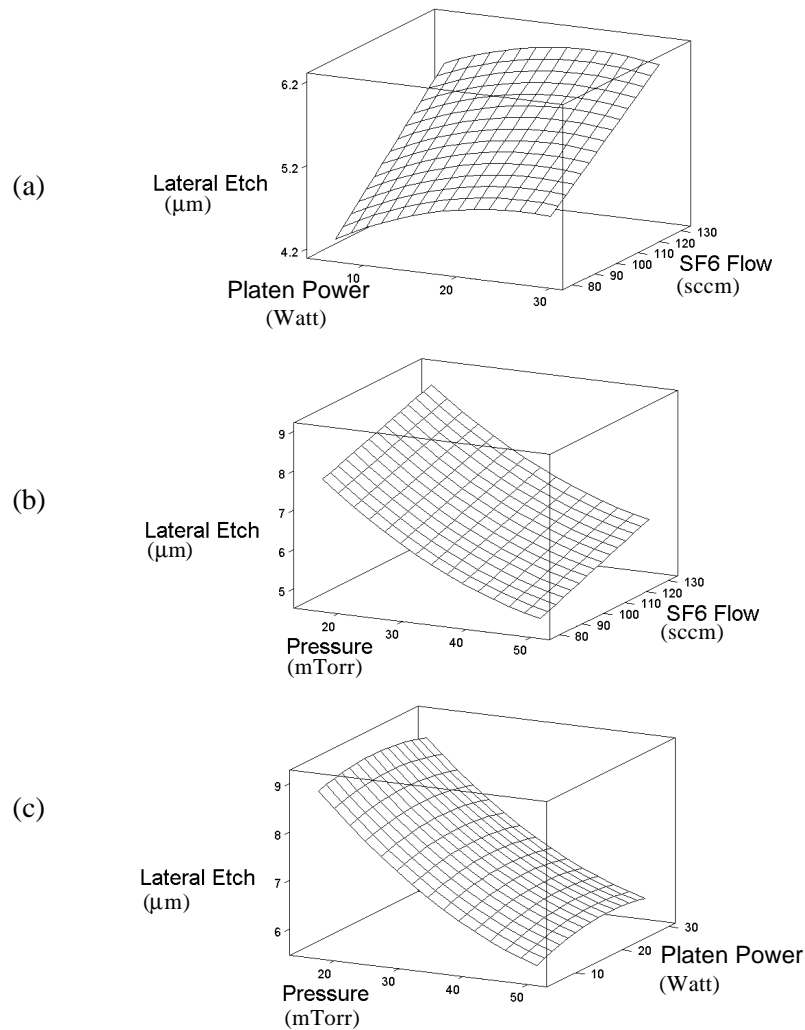 (a)
6.2
5.2
4.2
Lateral Etch
(μm)
10
20
30
Platen Power
(Watt)
80
90
100
110
120
130
SF6 Flow
(sccm)
(b)
9
8
7
6
5
Lateral Etch
(μm)
20
30
40
50
Pressure
(mTorr)
80
90
100
110
120
130
SF6 Flow
(sccm)
(c)
9
8
7
6
Lateral Etch
(μm)
20
30
40
50
Pressure
(mTorr)
10
20
30
Platen Power
(Watt)